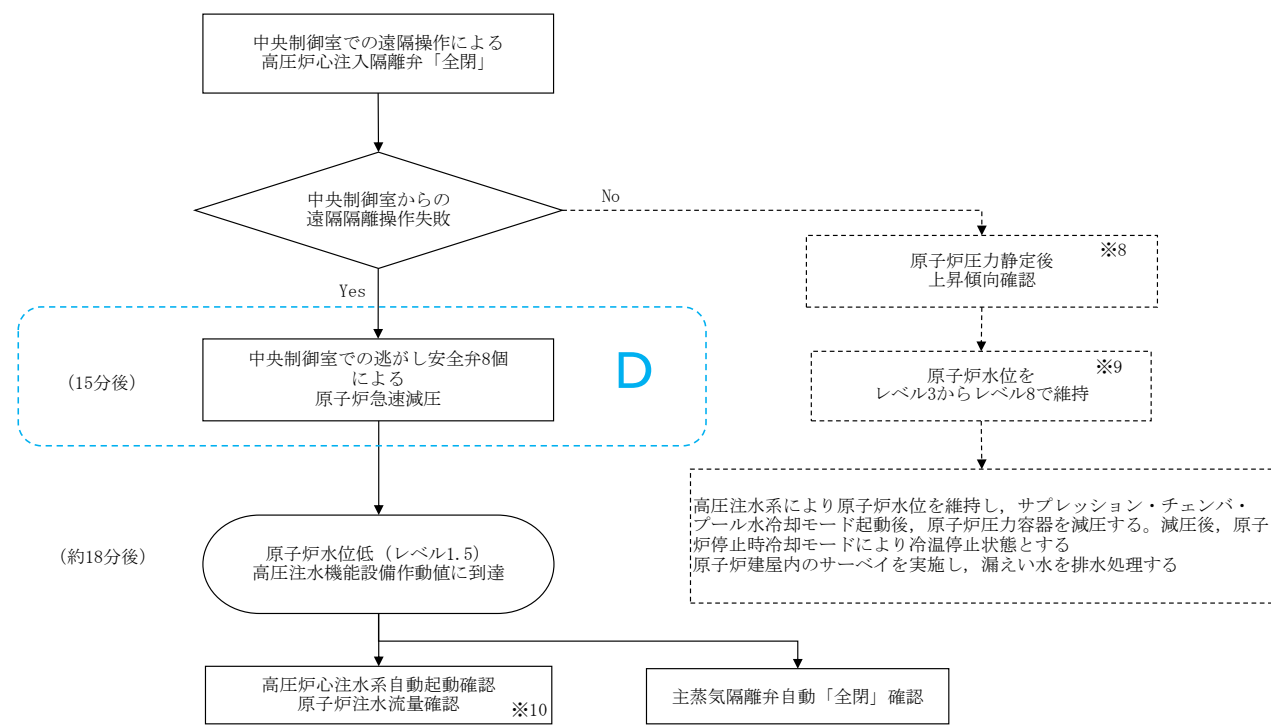 中央制御室での遠隔操作による
高圧炉心注入隔離弁「全閉」
中央制御室からの
遠隔隔離操作失敗
No
Yes
※8
原子炉圧力静定後
上昇傾向確認
※9
原子炉水位を
レベル3からレベル8で維持
高圧注水系により原子炉水位を維持し，サプレッション・チェンバ・
プール水冷却モード起動後，原子炉圧力容器を減圧する。減圧後，原子
炉停止時冷却モードにより冷温停止状態とする
原子炉建屋内のサーベイを実施し，漏えい水を排水処理する
(15分後)
中央制御室での逃がし安全弁8個
による
原子炉急速減圧
D
(約18分後)
原子炉水位低（レベル1.5）
高圧注水機能設備作動値に到達
高圧炉心注水系自動起動確認
原子炉注水流量確認
※10
主蒸気隔離弁自動「全閉」確認